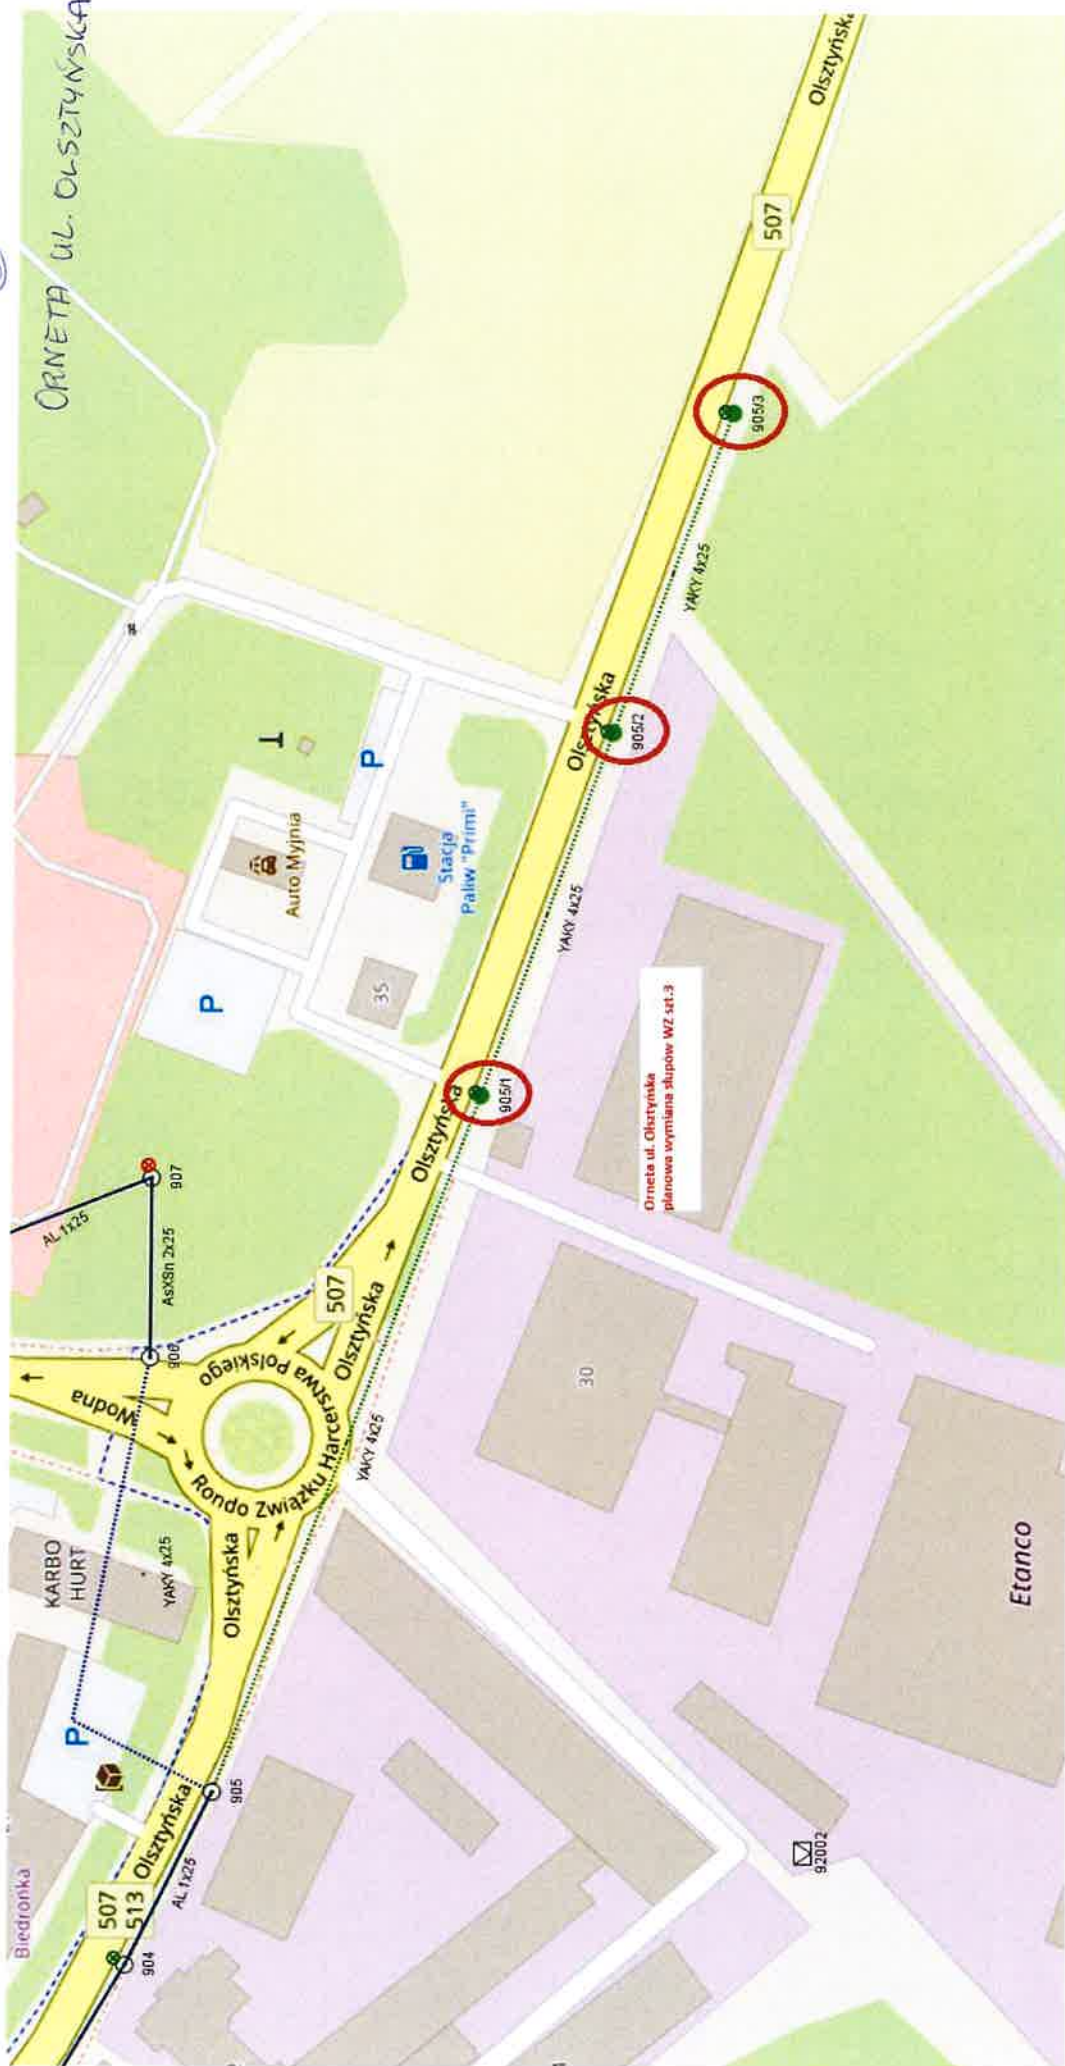 ORNETA UL. OLSZTYŃSKA
Biedronka
507
513
904
AL 1x25
Olsztyńska
905
P
KARBO
HURT
YAKY 4x25
Olsztyńska
Wodna
906
AsXSn 2x25
907
AL 1x25
Rondo Związku Harcerstwa Polskiego
507
Olsztyńska
YAKY 4x25
Olsztyńska
905/1
P
35
Auto Myjnia
Stacja
Paliw "Primi"
P
YAKY 4x25
Olsztyńska
905/2
YAKY 4x25
905/3
507
Olsztyńska
Orneta ul. Olsztyńska
planowa wymiana słupów WZ szt.3
30
Etanco
92002